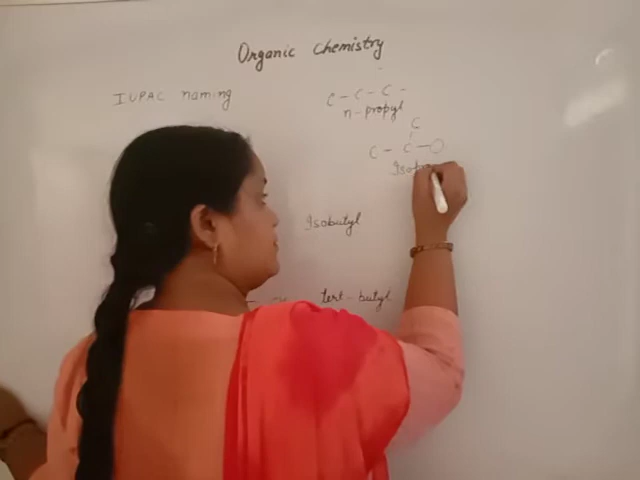 Organic Chemistry
IUPAC naming
C - C - C -
n-propyl
C
C - C -
Isobutyl
tert-butyl